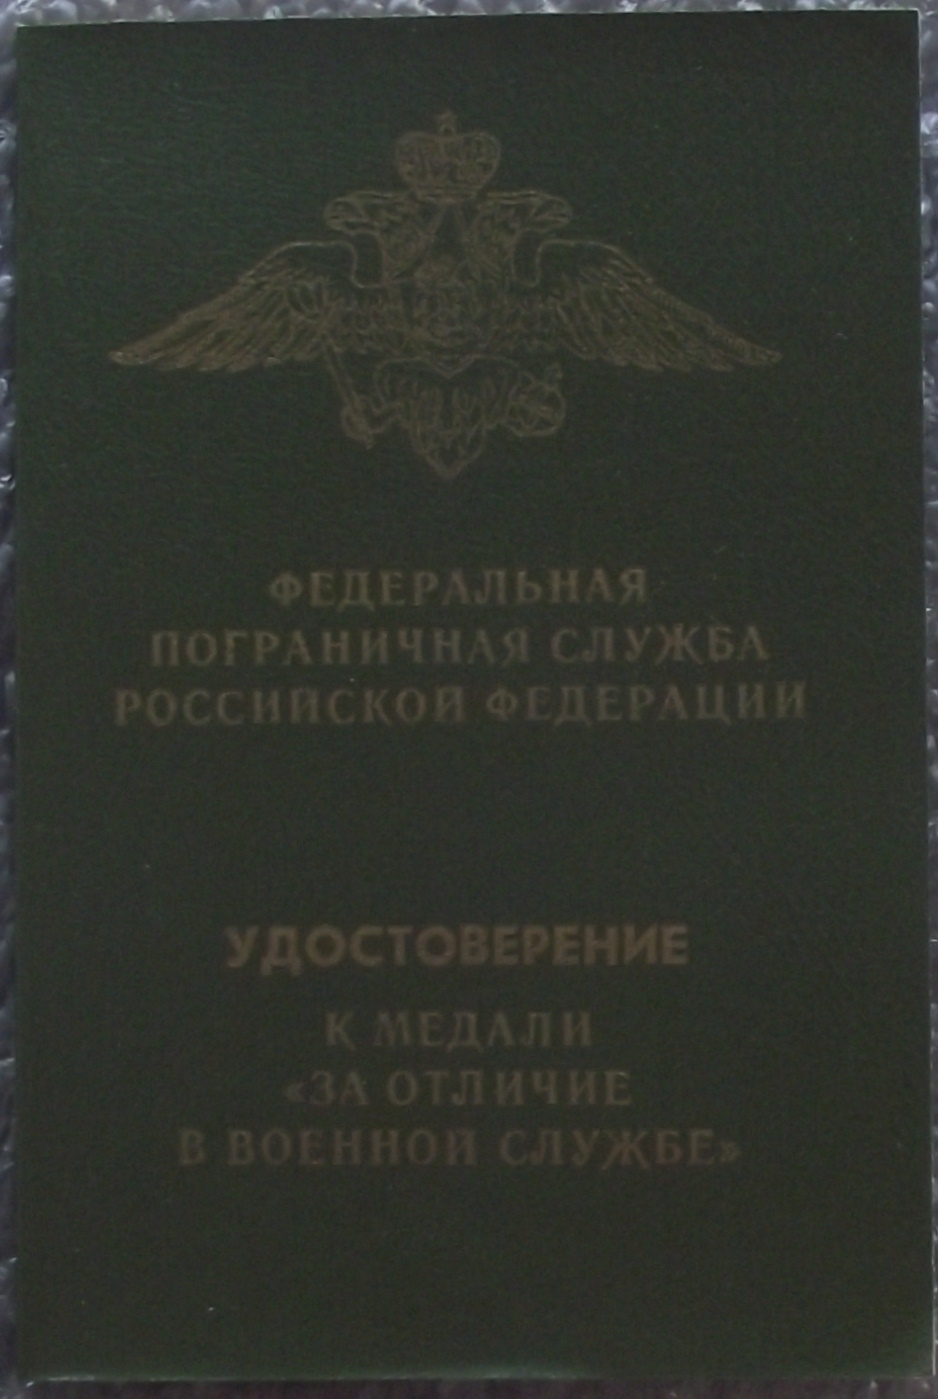 ФЕДЕРАЛЬНАЯ
ПОГРАНИЧНАЯ СЛУЖБА
РОССИЙСКОЙ ФЕДЕРАЦИИ
УДОСТОВЕРЕНИЕ
К МЕДАЛИ
«ЗА ОТЛИЧИЕ
В ВОЕННОЙ СЛУЖБЕ»